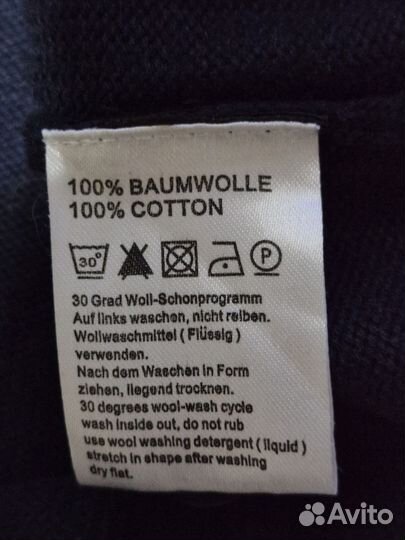 100% BAUMWOLLE
100% COTTON
30° P
30 Grad Woll-Schonprogramm
Auf links waschen, nicht reiben.
Wollwaschmittel ( Flüssig )
verwenden.
Nach dem Waschen in Form
ziehen, liegend trocknen.
30 degrees wool-wash cycle
wash inside out, do not rub
use wool washing detergent ( liquid )
stretch in shape after washing
dry flat.
Avito